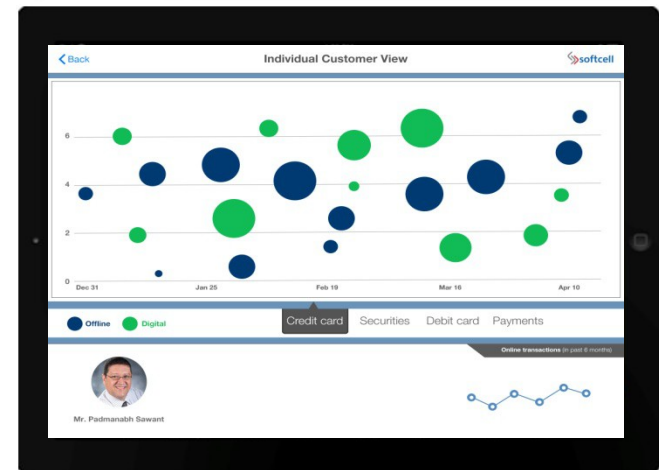 Back
Individual Customer View
softcell
6
4
2
0
Dec 31 Jan 25 Feb 19 Mar 16 Apr 10
Offline Digital Credit card Securities Debit card Payments
Online transactions (in past 6 months)
Mr. Padmanabh Sawant